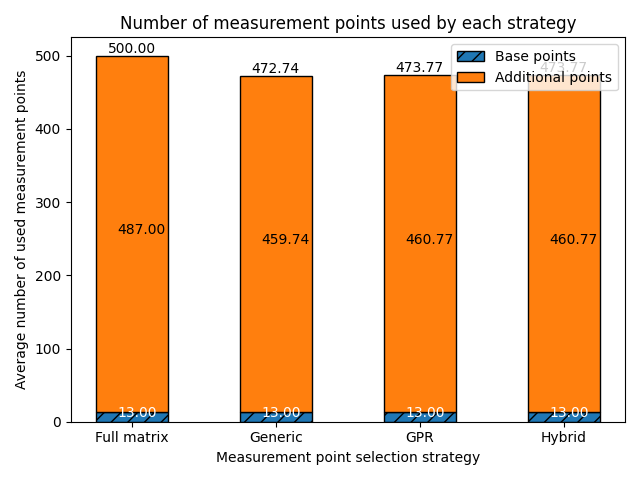 Number of measurement points used by each strategy
Average number of used measurement points
500
400
300
200
100
0
500.00
472.74
473.77
473.77
Base points
Additional points
487.00
459.74
460.77
460.77
13.00
13.00
13.00
13.00
Full matrix
Generic
GPR
Hybrid
Measurement point selection strategy